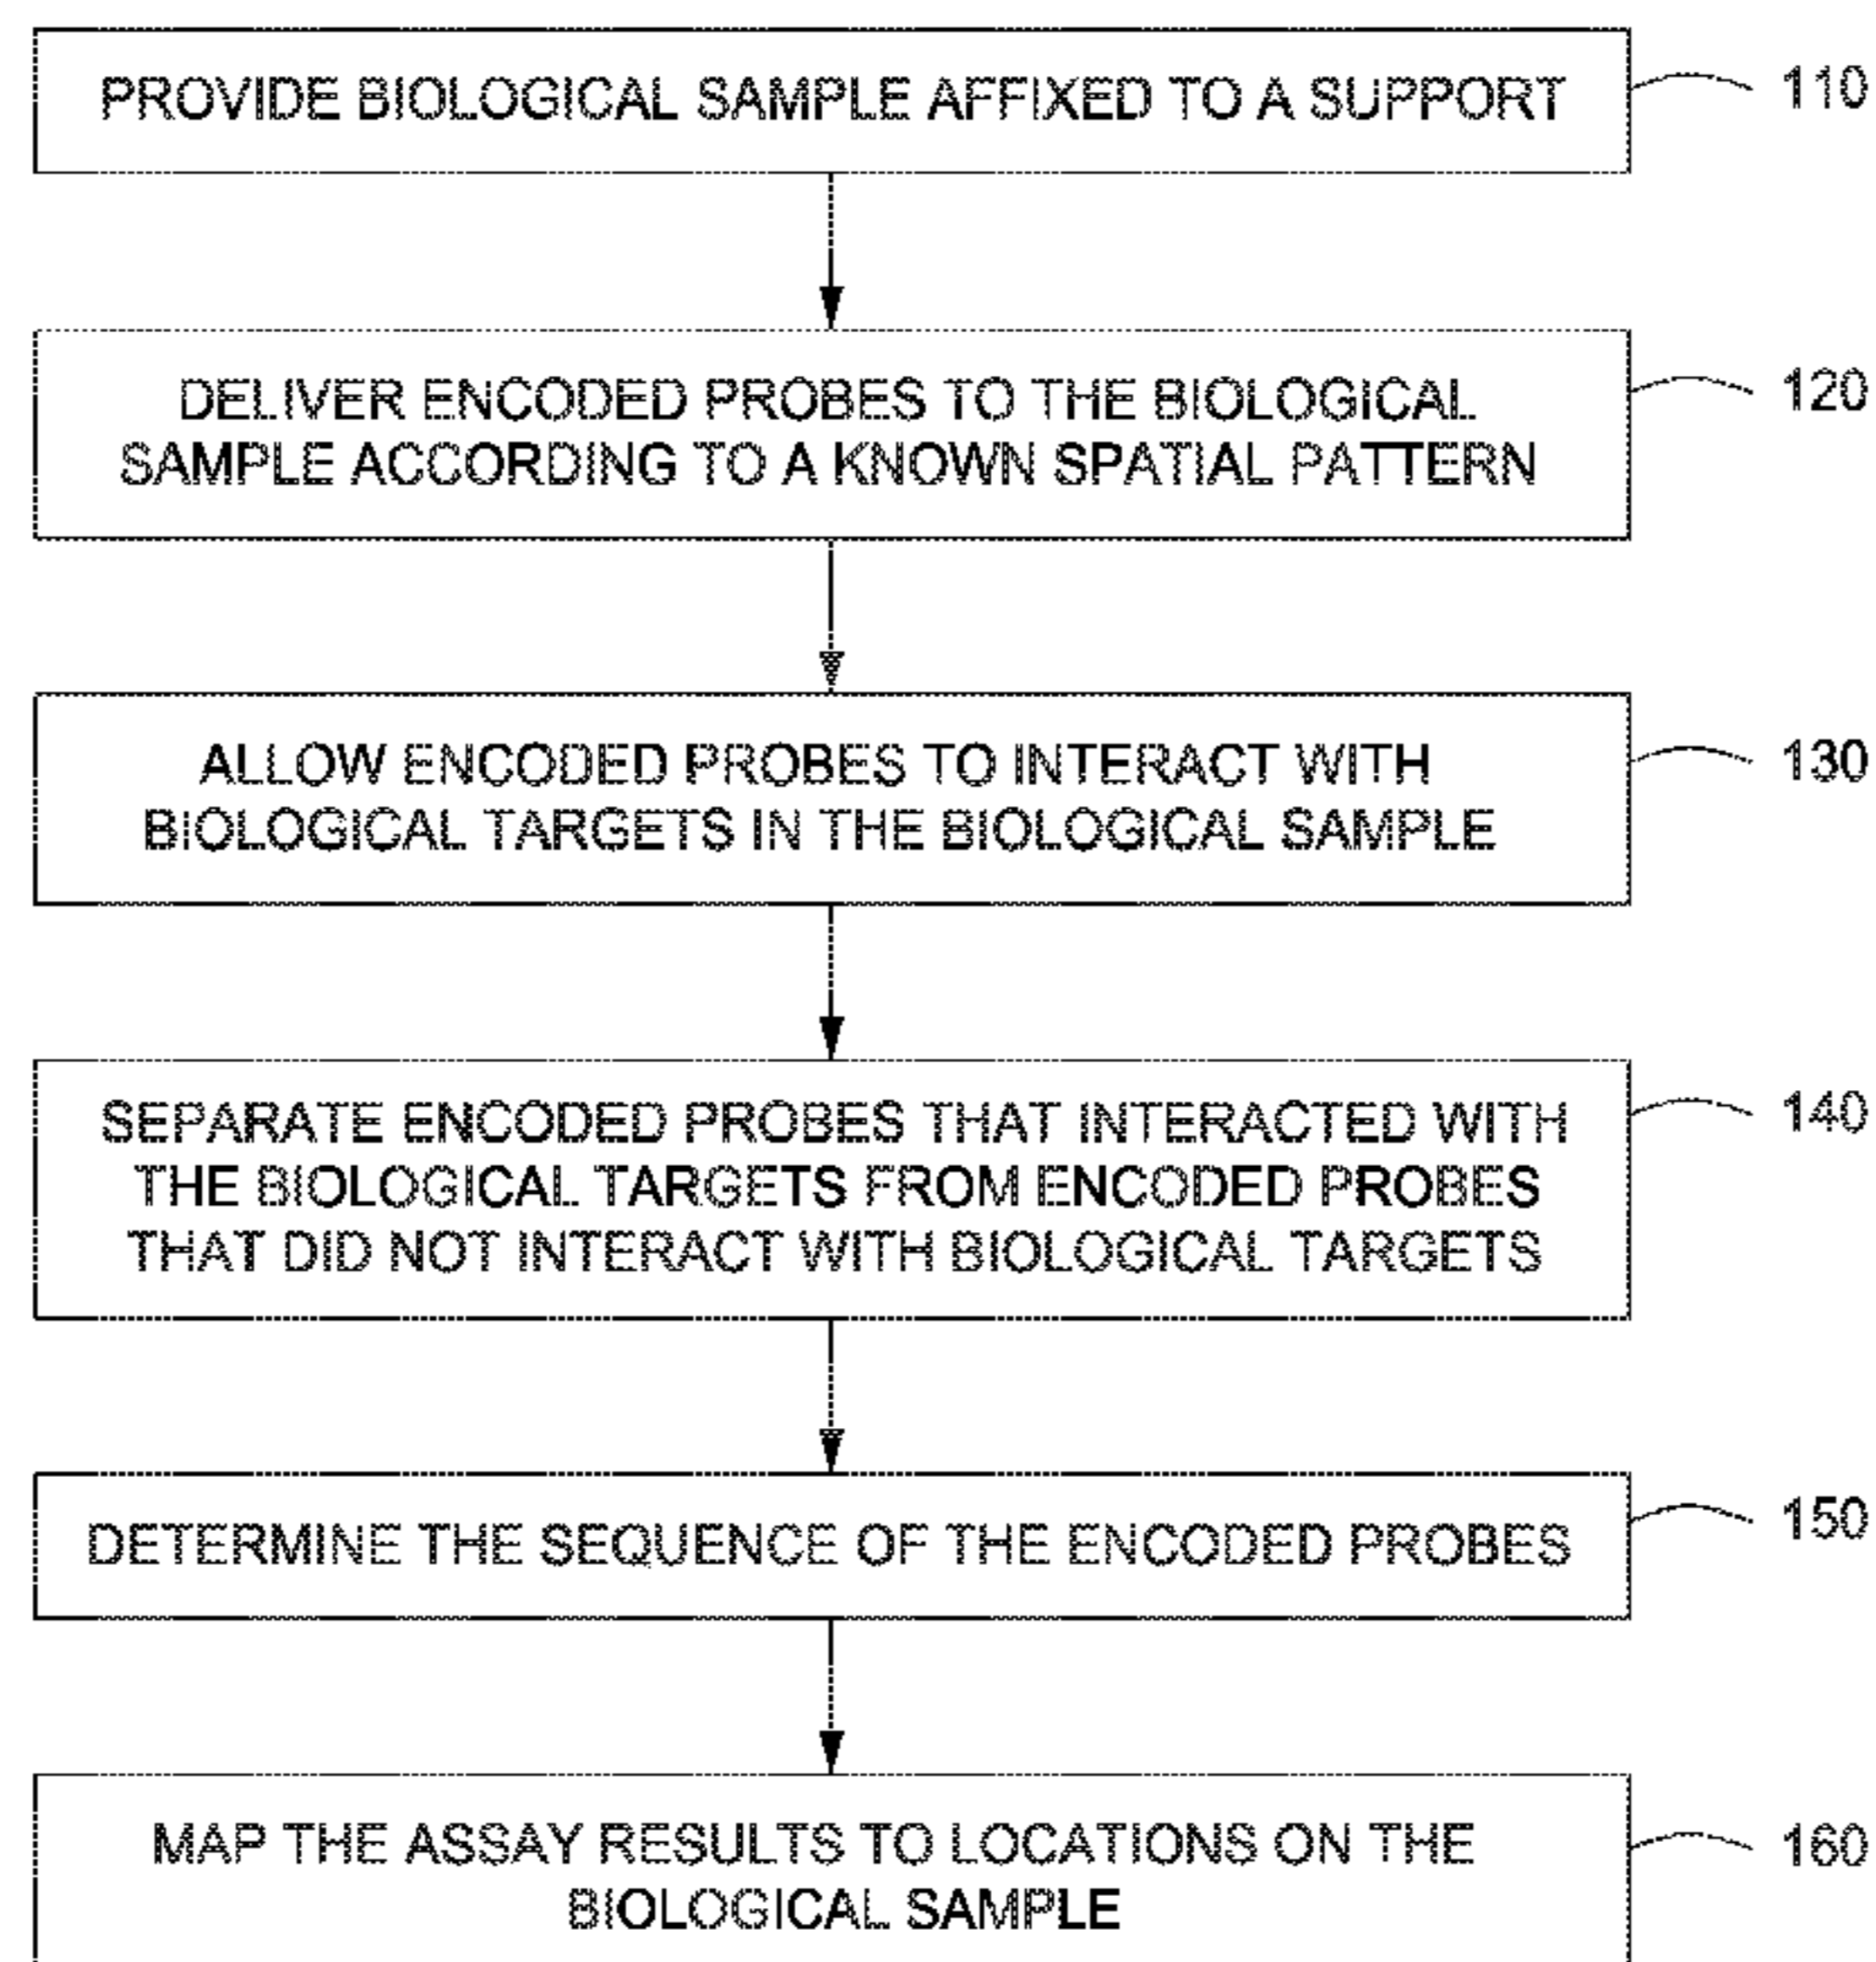 PROVIDE BIOLOGICAL SAMPLE AFFIXED TO A SUPPORT
110
DELIVER ENCODED PROBES TO THE BIOLOGICAL
SAMPLE ACCORDING TO A KNOWN SPATIAL PATTERN
120
ALLOW ENCODED PROBES TO INTERACT WITH
BIOLOGICAL TARGETS IN THE BIOLOGICAL SAMPLE
130
SEPARATE ENCODED PROBES THAT INTERACTED WITH
THE BIOLOGICAL TARGETS FROM ENCODED PROBES
THAT DID NOT INTERACT WITH BIOLOGICAL TARGETS
140
DETERMINE THE SEQUENCE OF THE ENCODED PROBES
150
MAP THE ASSAY RESULTS TO LOCATIONS ON THE
BIOLOGICAL SAMPLE
160